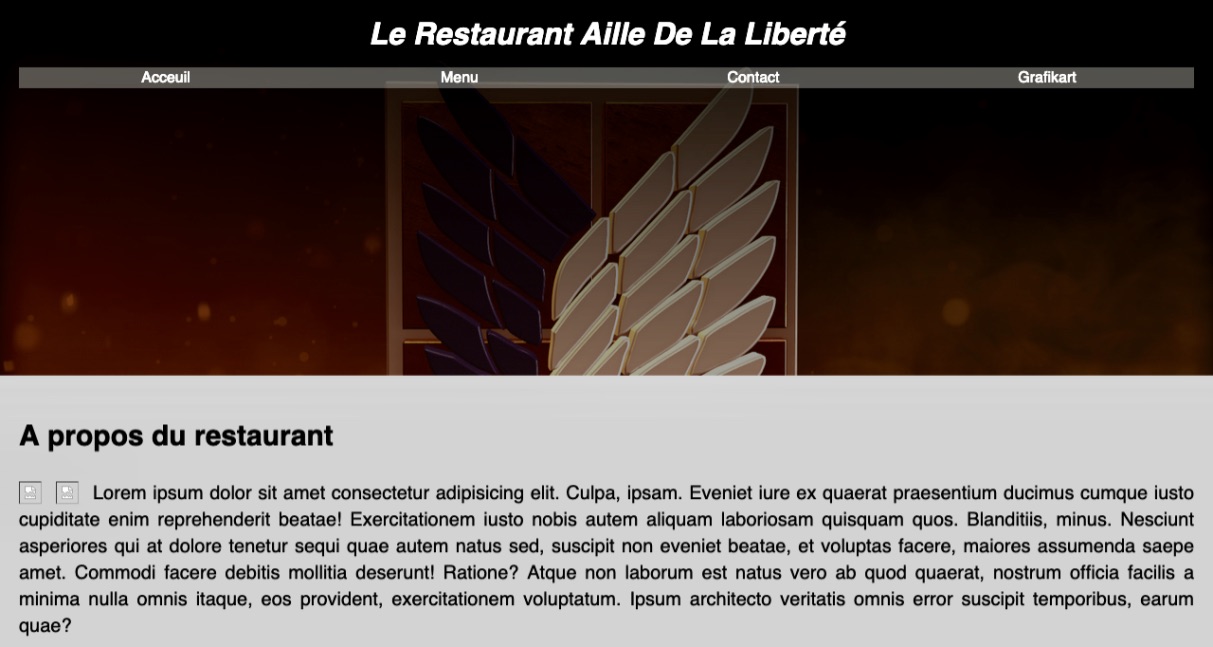 Le Restaurant Aille De La Liberté
Acceuil Menu Contact Grafikart
A propos du restaurant
Lorem ipsum dolor sit amet consectetur adipisicing elit. Culpa, ipsam. Eveniet iure ex quaerat praesentium ducimus cumque iusto
cupiditate enim reprehenderit beatae! Exercitationem iusto nobis autem aliquam laboriosam quisquam quos. Blanditiis, minus. Nesciunt
asperiores qui at dolore tenetur sequi quae autem natus sed, suscipit non eveniet beatae, et voluptas facere, maiores assumenda saepe
amet. Commodi facere debitis mollitia deserunt! Ratione? Atque non laborum est natus vero ab quod quaerat, nostrum officia facilis a
minima nulla omnis itaque, eos provident, exercitationem voluptatum. Ipsum architecto veritatis omnis error suscipit temporibus, earum
quae?